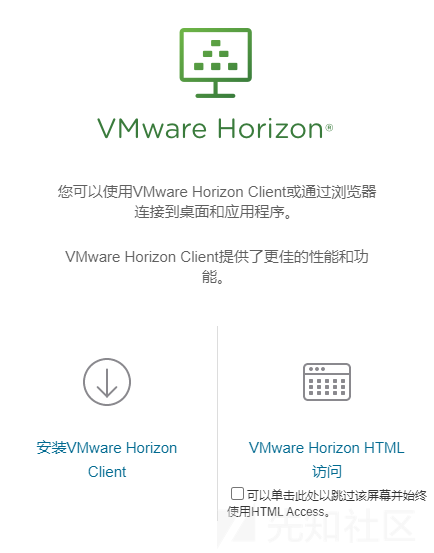 VMware Horizon®
您可以使用VMware Horizon Client或通过浏览器
连接到桌面和应用程序。
VMware Horizon Client提供了更佳的性能和功
能。
安装VMware Horizon
Client
VMware Horizon HTML
访问
可以单击此处以跳过该屏幕并始终
使用HTML Access。
先知社区